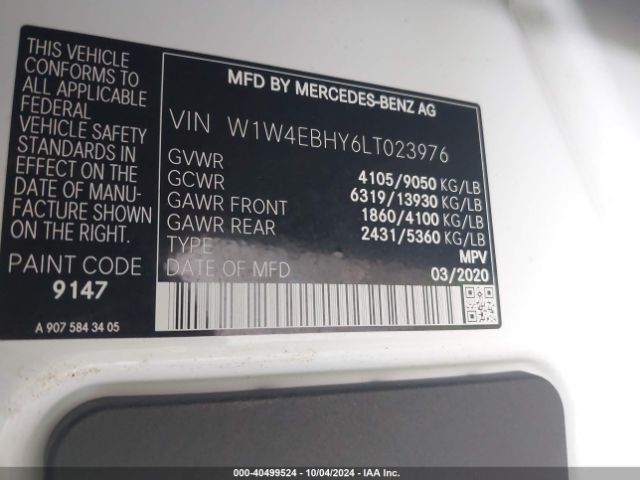 THIS VEHICLE
CONFORMS TO
ALL APPLICABLE
FEDERAL
VEHICLE SAFETY
STANDARDS IN
EFFECT ON THE
DATE OF MANU-
FACTURE SHOWN
ON THE RIGHT.
PAINT CODE
9147
A 907 584 34 05
MFD BY MERCEDES-BENZ AG
VIN W1W4EBHY6LT023976
GVWR 4105/9050 KG/LB
GCWR 6319/13930 KG/LB
GAWR FRONT 1860/4100 KG/LB
GAWR REAR 2431/5360 KG/LB
TYPE MPV
DATE OF MFD 03/2020
000-40499524 - 10/04/2024 - IAA Inc.